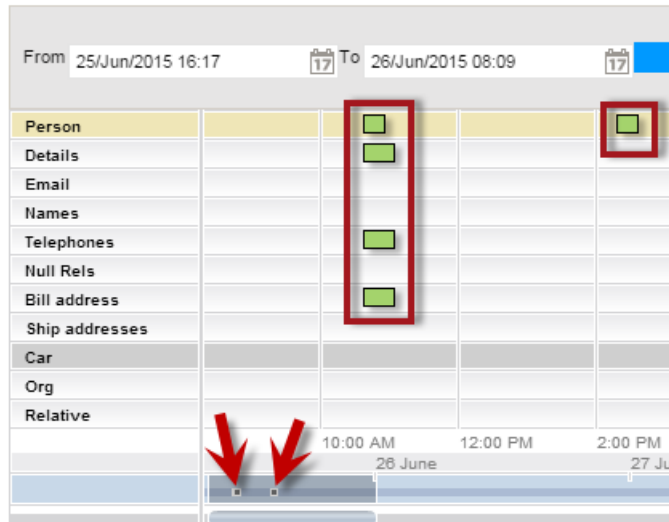 From 25/Jun/2015 16:17 17 To 26/Jun/2015 08:09 17
Person
Details
Email
Names
Telephones
Null Rels
Bill address
Ship addresses
Car
Org
Relative
10:00 AM 12:00 PM 2:00 PM
26 June 27 Ju